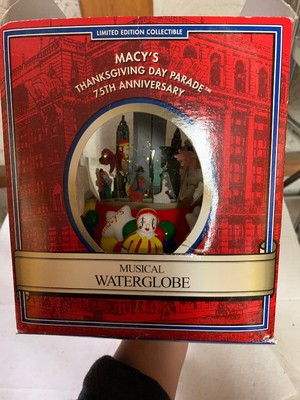 LIMITED EDITION COLLECTIBLE
MACY'S
THANKSGIVING DAY PARADE™
75TH ANNIVERSARY
MUSICAL
WATERGLOBE